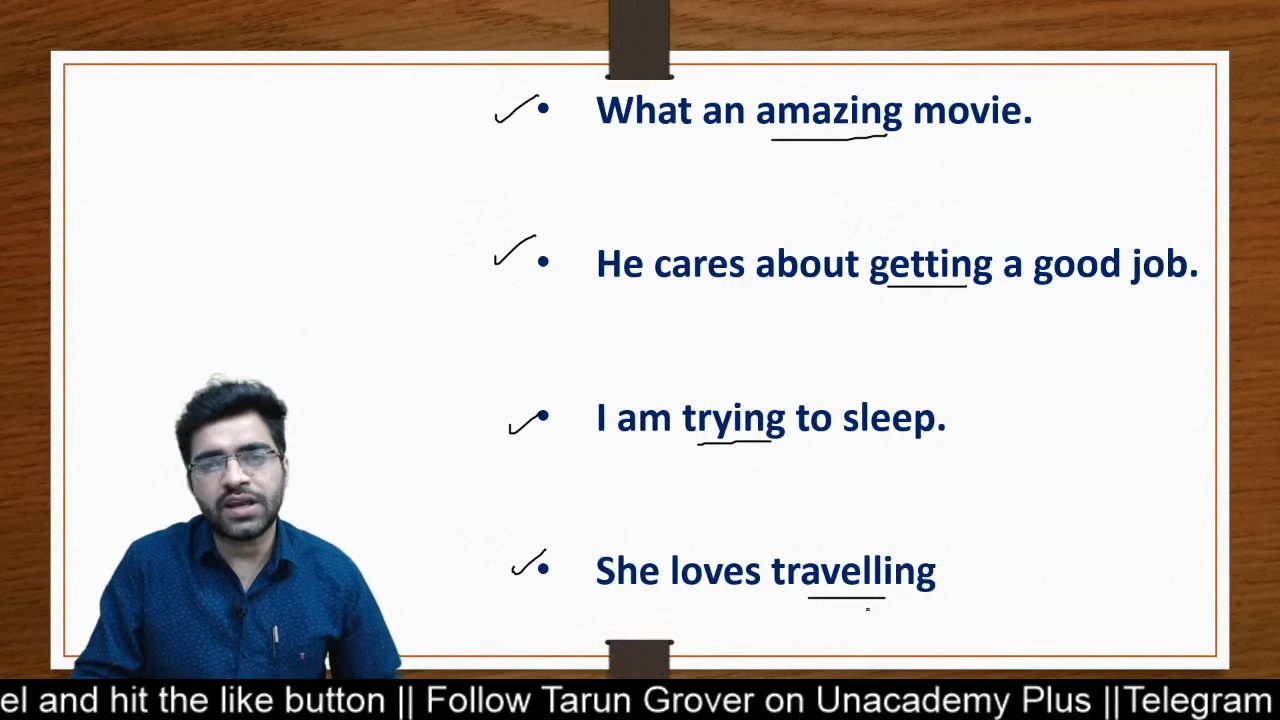 What an amazing movie.
He cares about getting a good job.
I am trying to sleep.
She loves travelling
el and hit the like button || Follow Tarun Grover on Unacademy Plus ||Telegram